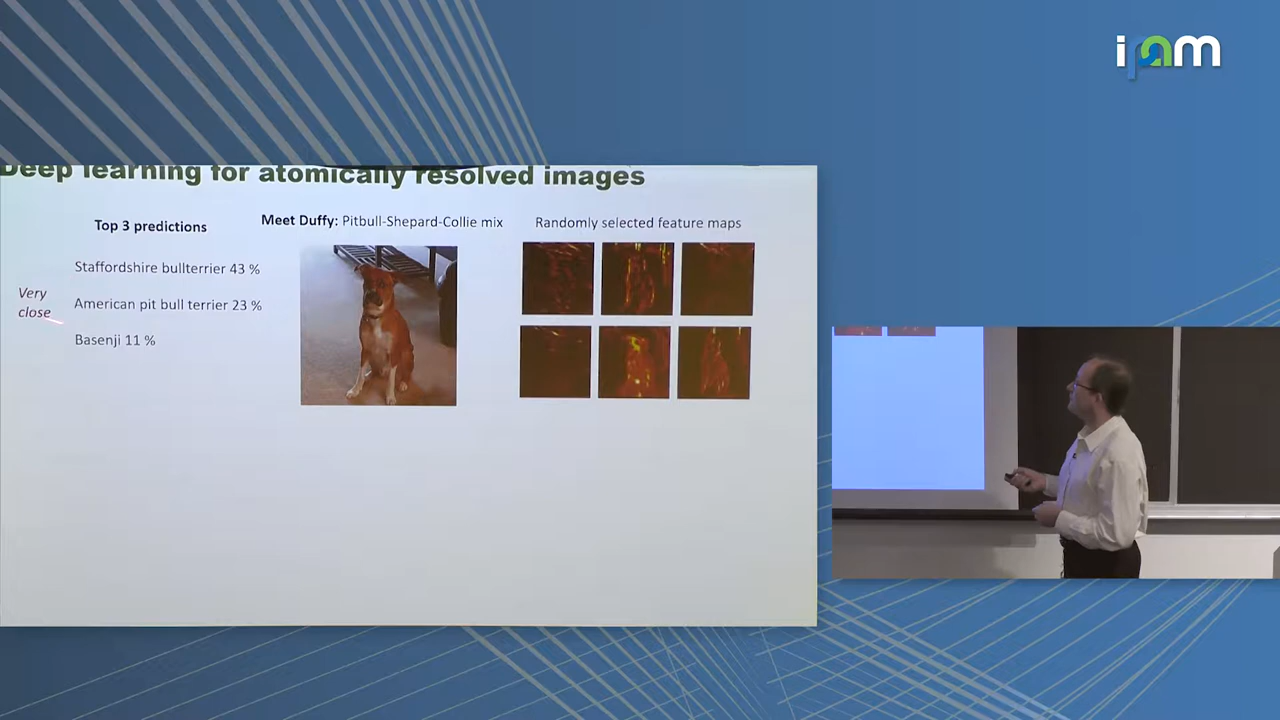 ipam
Deep learning for atomically resolved images
Top 3 predictions
Meet Duffy: Pitbull-Shepard-Collie mix
Randomly selected feature maps
Staffordshire bullterrier 43 %
Very
close
American pit bull terrier 23 %
Basenji 11 %